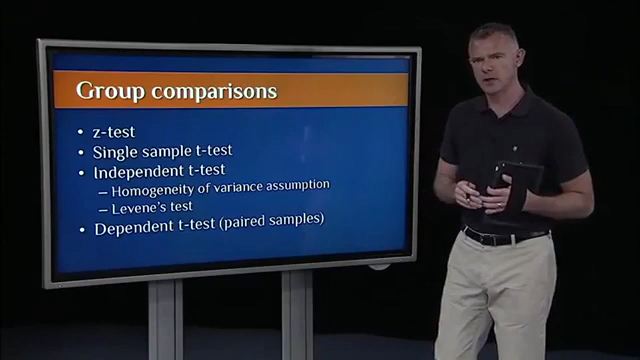 Group comparisons
• z-test
• Single sample t-test
• Independent t-test
– Homogeneity of variance assumption
– Levene's test
• Dependent t-test (paired samples)